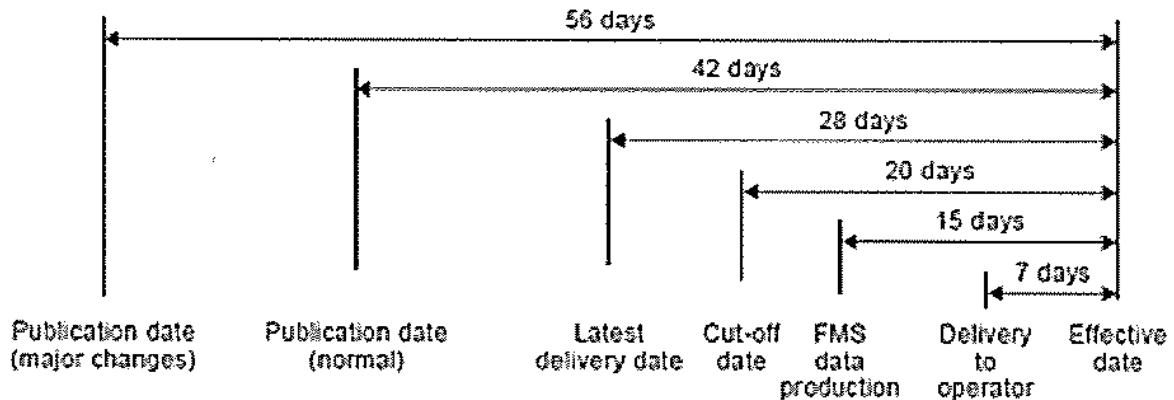 56 days
42 days
28 days
20 days
15 days
7 days
Publication date
(major changes)
Publication date
(normal)
Latest
delivery date
Cut-off
date
FMS
data
production
Delivery
to
operator
Effective
date